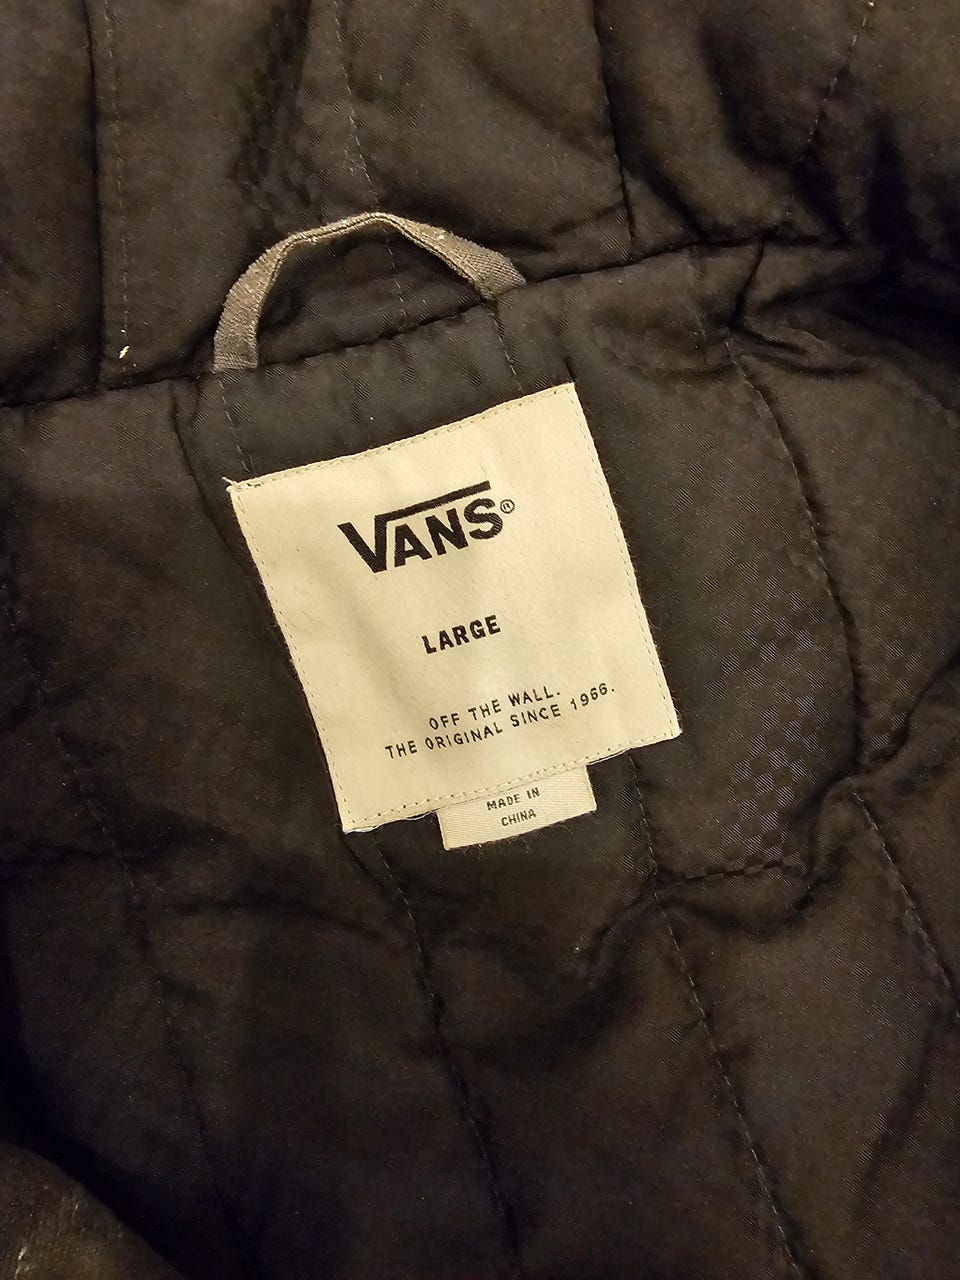 VANS®
LARGE
OFF THE WALL.
THE ORIGINAL SINCE 1966.
MADE IN
CHINA